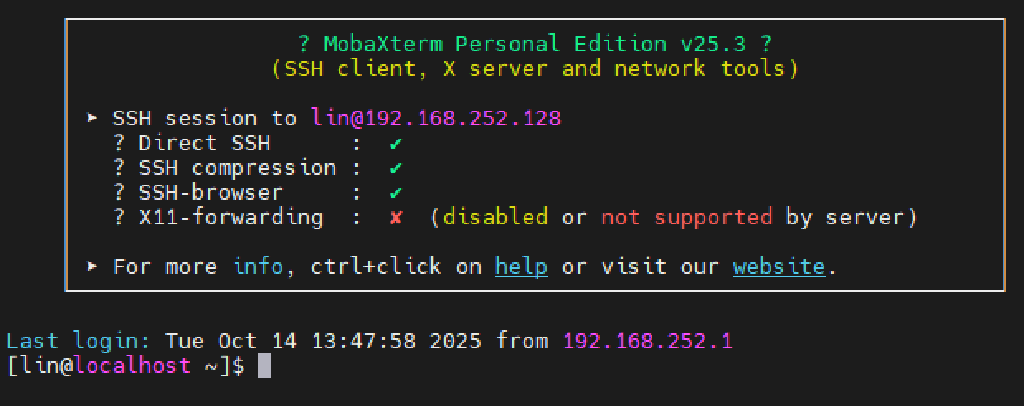 ? MobaXterm Personal Edition v25.3 ?
(SSH client, X server and network tools)
➤ SSH session to lin@192.168.252.128
? Direct SSH : ✔
? SSH compression : ✔
? SSH-browser : ✔
? X11-forwarding : ✘ (disabled or not supported by server)
➤ For more info, ctrl+click on help or visit our website.
Last login: Tue Oct 14 13:47:58 2025 from 192.168.252.1
[lin@localhost ~]$